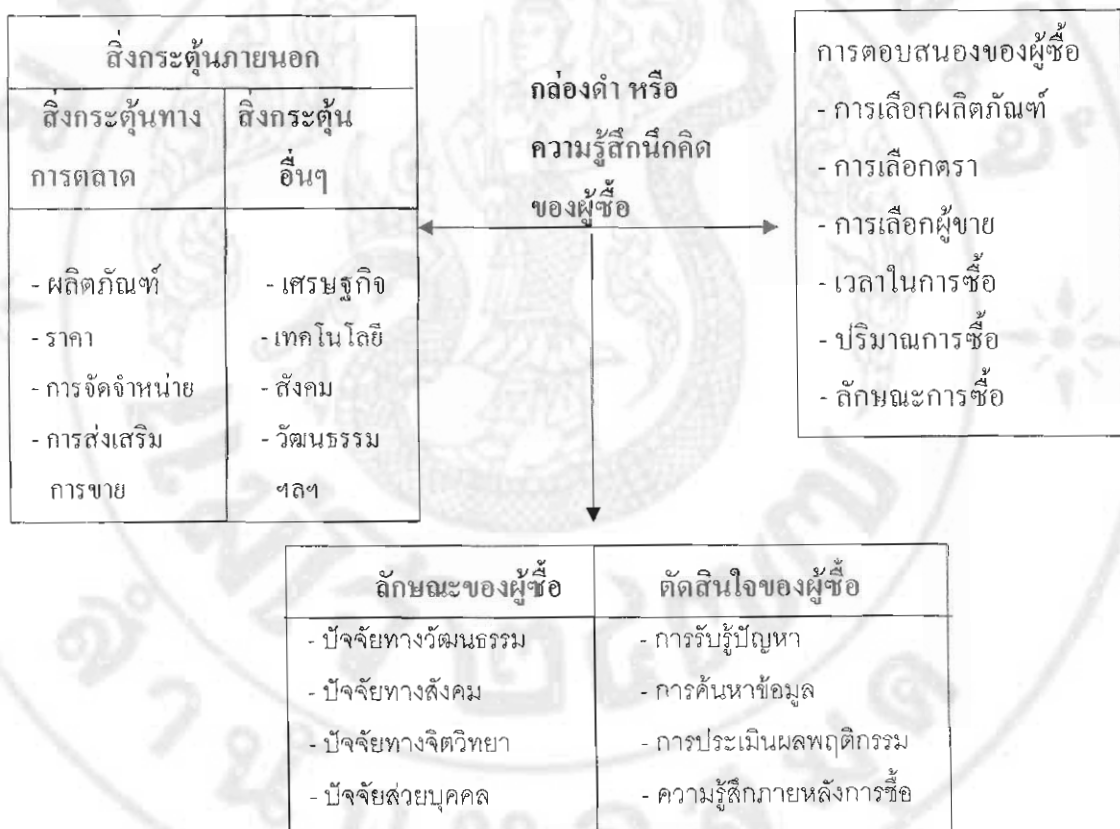 สิ่งกระตุ้นภายนอก
สิ่งกระตุ้นทาง
การตลาด
สิ่งกระตุ้น
อื่นๆ
- ผลิตภัณฑ์
- ราคา
- การจัดจำหน่าย
- การส่งเสริม
การขาย
- เศรษฐกิจ
- เทคโนโลยี
- สังคม
- วัฒนธรรม
ฯลฯ
กล่องดำ หรือ
ความรู้สึกนึกคิด
ของผู้ซื้อ
การตอบสนองของผู้ซื้อ
- การเลือกผลิตภัณฑ์
- การเลือกตรา
- การเลือกผู้ขาย
- เวลาในการซื้อ
- ปริมาณการซื้อ
- ลักษณะการซื้อ
ลักษณะของผู้ซื้อ
- ปัจจัยทางวัฒนธรรม
- ปัจจัยทางสังคม
- ปัจจัยทางจิตวิทยา
- ปัจจัยส่วยบุคคล
ตัดสินใจของผู้ซื้อ
- การรับรู้ปัญหา
- การค้นหาข้อมูล
- การประเมินผลพฤติกรรม
- ความรู้สึกภายหลังการซื้อ